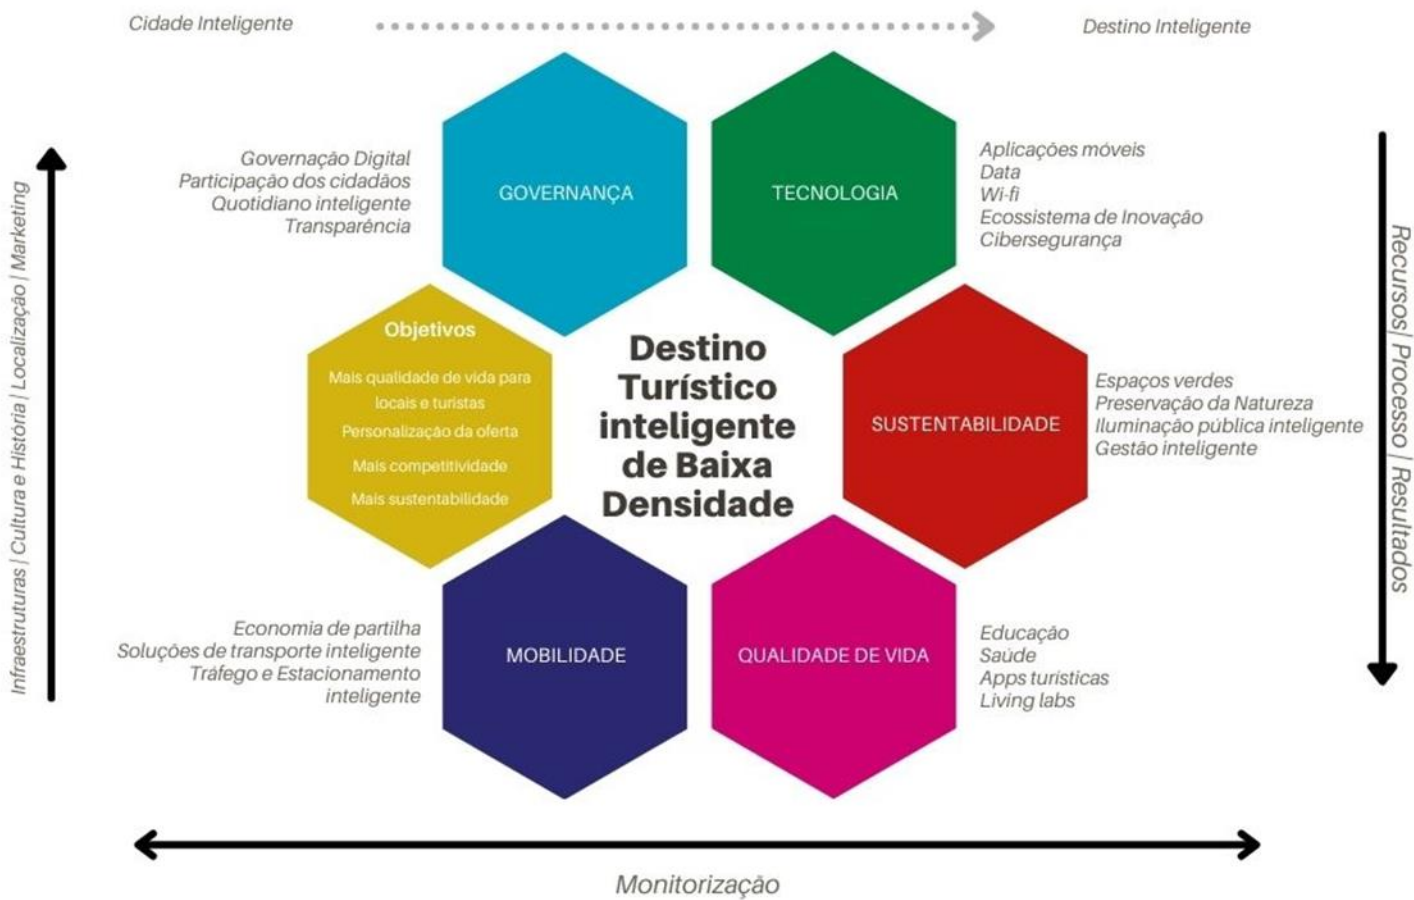 Cidade Inteligente
Destino Inteligente
Infraestruturas | Cultura e História | Localização | Marketing
Governação Digital
Participação dos cidadãos
Quotidiano inteligente
Transparência
GOVERNANÇA
TECNOLOGIA
Aplicações móveis
Data
Wi-fi
Ecossistema de Inovação
Cibersegurança
Recursos| Processo | Resultados
Objetivos
Mais qualidade de vida para
locais e turistas
Personalização da oferta
Mais competitividade
Mais sustentabilidade
Destino
Turístico
inteligente
de Baixa
Densidade
SUSTENTABILIDADE
Espaços verdes
Preservação da Natureza
Iluminação pública inteligente
Gestão inteligente
Economia de partilha
Soluções de transporte inteligente
Tráfego e Estacionamento
inteligente
MOBILIDADE
QUALIDADE DE VIDA
Educação
Saúde
Apps turísticas
Living labs
Monitorização